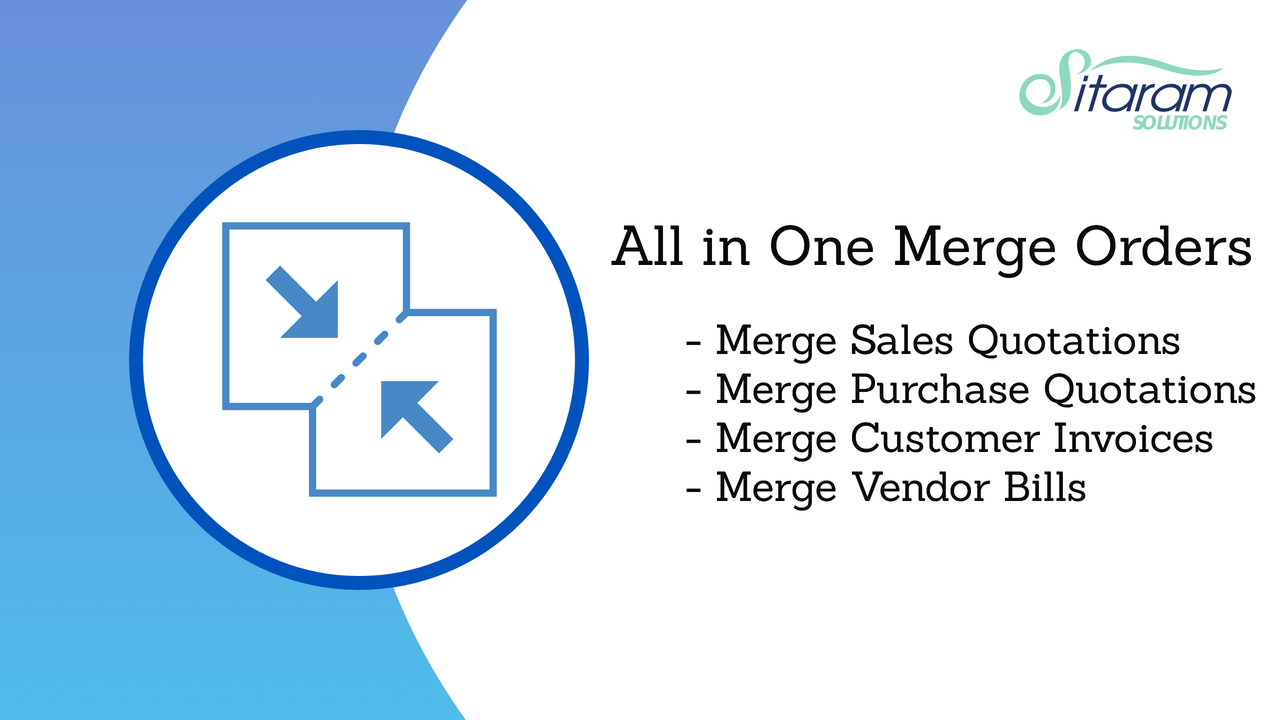 Sitaram
SOLUTIONS
All in One Merge Orders
- Merge Sales Quotations
- Merge Purchase Quotations
- Merge Customer Invoices
- Merge Vendor Bills